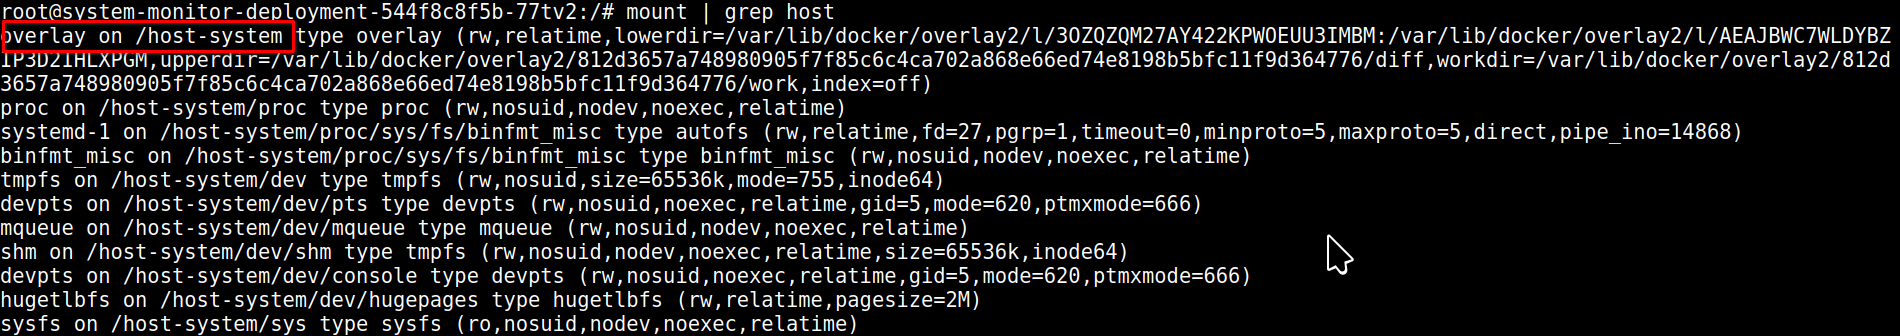 root@system-monitor-deployment-544f8c8f5b-77tv2:/# mount | grep host
overlay on /host-system type overlay (rw,relatime,lowerdir=/var/lib/docker/overlay2/l/3OZQZQM27AY422KPWOEUU3IMBM:/var/lib/docker/overlay2/l/AEAJBWC7WLDYBZ
IP3D2IHLXPGM,upperdir=/var/lib/docker/overlay2/812d3657a748980905f7f85c6c4ca702a868e66ed74e8198b5bfc11f9d364776/diff,workdir=/var/lib/docker/overlay2/812d
3657a748980905f7f85c6c4ca702a868e66ed74e8198b5bfc11f9d364776/work,index=off)
proc on /host-system/proc type proc (rw,nosuid,nodev,noexec,relatime)
systemd-1 on /host-system/proc/sys/fs/binfmt_misc type autofs (rw,relatime,fd=27,pgrp=1,timeout=0,minproto=5,maxproto=5,direct,pipe_ino=14868)
binfmt_misc on /host-system/proc/sys/fs/binfmt_misc type binfmt_misc (rw,nosuid,nodev,noexec,relatime)
tmpfs on /host-system/dev type tmpfs (rw,nosuid,size=65536k,mode=755,inode64)
devpts on /host-system/dev/pts type devpts (rw,nosuid,noexec,relatime,gid=5,mode=620,ptmxmode=666)
mqueue on /host-system/dev/mqueue type mqueue (rw,nosuid,nodev,noexec,relatime)
shm on /host-system/dev/shm type tmpfs (rw,nosuid,nodev,noexec,relatime,size=65536k,inode64)
devpts on /host-system/dev/console type devpts (rw,nosuid,noexec,relatime,gid=5,mode=620,ptmxmode=666)
hugetlbfs on /host-system/dev/hugepages type hugetlbfs (rw,relatime,pagesize=2M)
sysfs on /host-system/sys type sysfs (ro,nosuid,nodev,noexec,relatime)